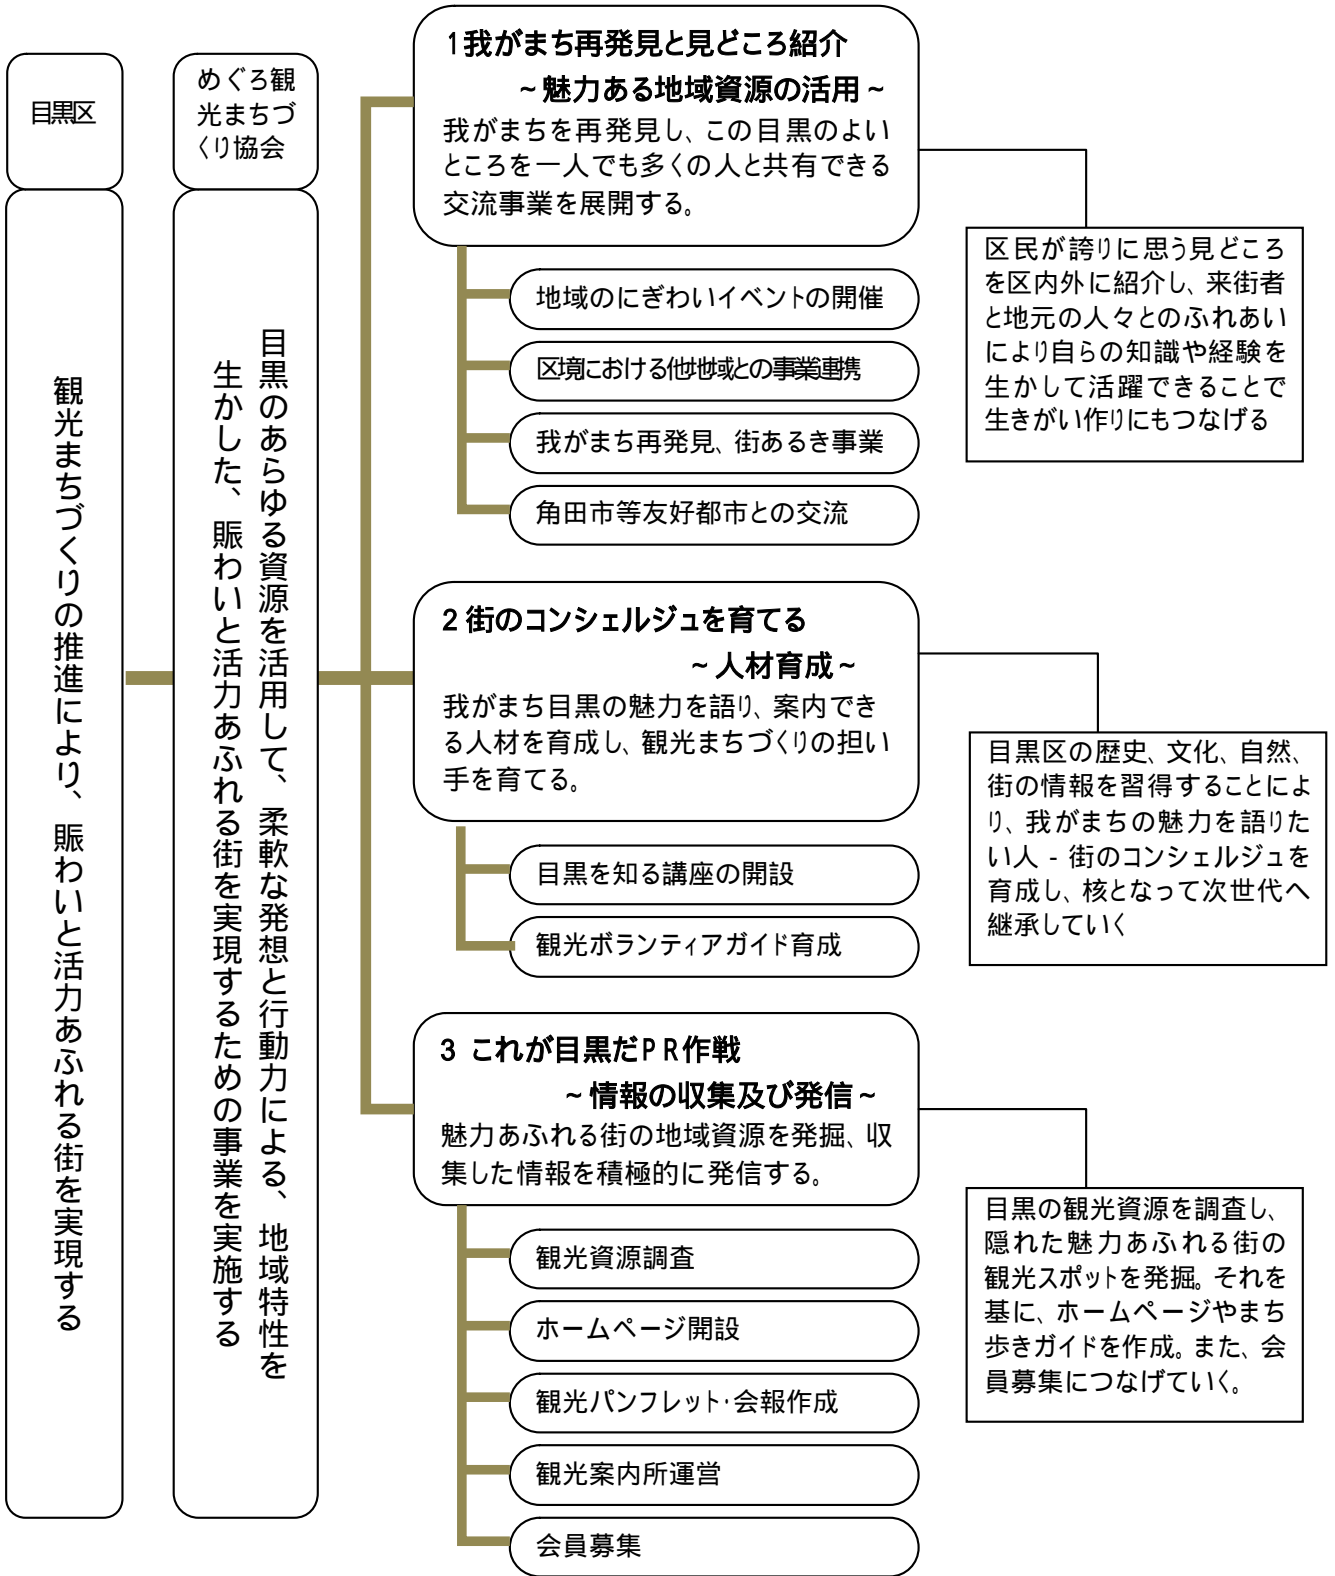 目黒区
観光まちづくりの推進により、賑わいと活力あふれる街を実現する
めぐろ観
光まちづ
くり協会
目黒のあらゆる資源を活用して、柔軟な発想と行動力による、地域特性を
生かした、賑わいと活力あふれる街を実現するための事業を実施する
1我がまち再発見と見どころ紹介
~魅力ある地域資源の活用~
我がまちを再発見し、この目黒のよい
ところを一人でも多くの人と共有できる
交流事業を展開する。
地域のにぎわいイベントの開催
区境における他地域との事業連携
我がまち再発見、街あるき事業
角田市等友好都市との交流
区民が誇りに思う見どころ
を区内外に紹介し、来街者
と地元の人々とのふれあい
により自らの知識や経験を
生かして活躍できることで
生きがい作りにもつなげる
2 街のコンシェルジュを育てる
~人材育成~
我がまち目黒の魅力を語り、案内でき
る人材を育成し、観光まちづくりの担い
手を育てる。
目黒を知る講座の開設
観光ボランティアガイド育成
目黒区の歴史、文化、自然、
街の情報を習得することによ
り、我がまちの魅力を語りた
い人 - 街のコンシェルジュを
育成し、核となって次世代へ
継承していく
3 これが目黒だPR作戦
~情報の収集及び発信~
魅力あふれる街の地域資源を発掘、収
集した情報を積極的に発信する。
観光資源調査
ホームページ開設
観光パンフレット・会報作成
観光案内所運営
会員募集
目黒の観光資源を調査し、
隠れた魅力あふれる街の
観光スポットを発掘。それを
基に、ホームページやまち
歩きガイドを作成。また、会
員募集につなげていく。